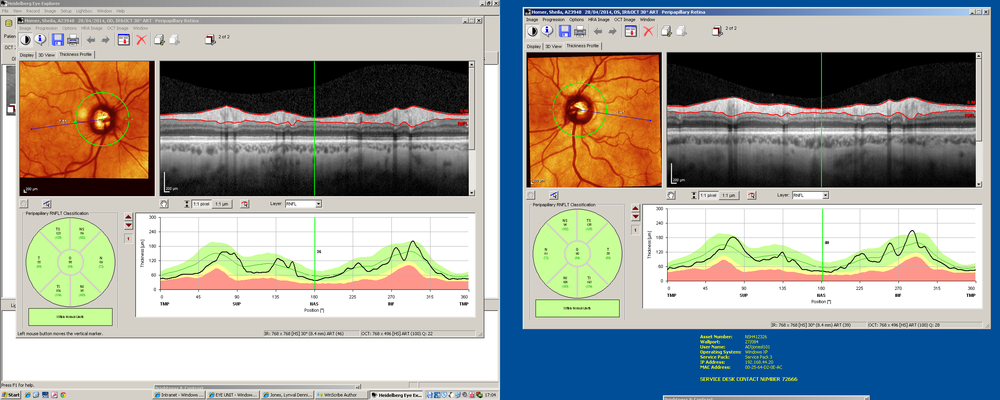 Heidelberg Eye Explorer
File View Record Image Setup Lightbox Window Help
Patien
OCT 2
Homer, Sheila, A23948 28/04/2014, OD, IR&OCT 30° ART Peripapillary Retina
Image Progression Options HRA Image OCT Image Window
2 of 2
Display 3D View Thickness Profile
-7.6°
200 µm
ILM
RNFL
200 µm
1:1 pixel 1:1 µm
Layer: RNFL
Peripapillary RNFLT Classification
TS
123
(128)
NS
84
(102)
T
55
(69)
G
88
(94)
N
69
(72)
TI
154
(134)
NI
95
(103)
Within Normal Limits
1
Thickness [µm]
300
240
180
120
60
0
36
0 45 90 135 180 225 270 315 360
TMP SUP NAS INF TMP
Position [°]
Left mouse button moves the vertical marker.
IR: 768 x 768 [HS] 30° (8.4 mm) ART (46)
OCT: 768 x 496 [HS] ART (100) Q: 22
Press F1 for help.
Brightness & Contrast
Start
Intranet - Windows ...
EYE UNIT - Window...
Jones, Lynval Denni...
WinScribe Author
Heidelberg Eye Ex...
17:04
Homer, Sheila, A23948 28/04/2014, OS, IR&OCT 30° ART Peripapillary Retina
Image Progression Options HRA Image OCT Image Window
2 of 2
Display 3D View Thickness Profile
-8.4°
200 µm
ILM
RNFL
200 µm
1:1 pixel 1:1 µm
Layer: RNFL
Peripapillary RNFLT Classification
NS
96
(102)
TS
138
(128)
N
61
(72)
G
90
(94)
T
58
(69)
NI
106
(103)
TI
143
(134)
Within Normal Limits
1
Thickness [µm]
300
240
180
120
60
0
40
0 45 90 135 180 225 270 315 360
TMP SUP NAS INF TMP
Position [°]
IR: 768 x 768 [HS] 30° (8.4 mm) ART (39)
OCT: 768 x 496 [HS] ART (100) Q: 28
Asset Number: NSH412326
Wallport: 27/084
User Name: AD\jonesl101
Operating System: Windows XP
Service Pack: Service Pack 3
IP Address: 192.168.44.20
MAC Address: 00-25-64-D2-0E-AC
SERVICE DESK CONTACT NUMBER 72666
Brightness & Contrast